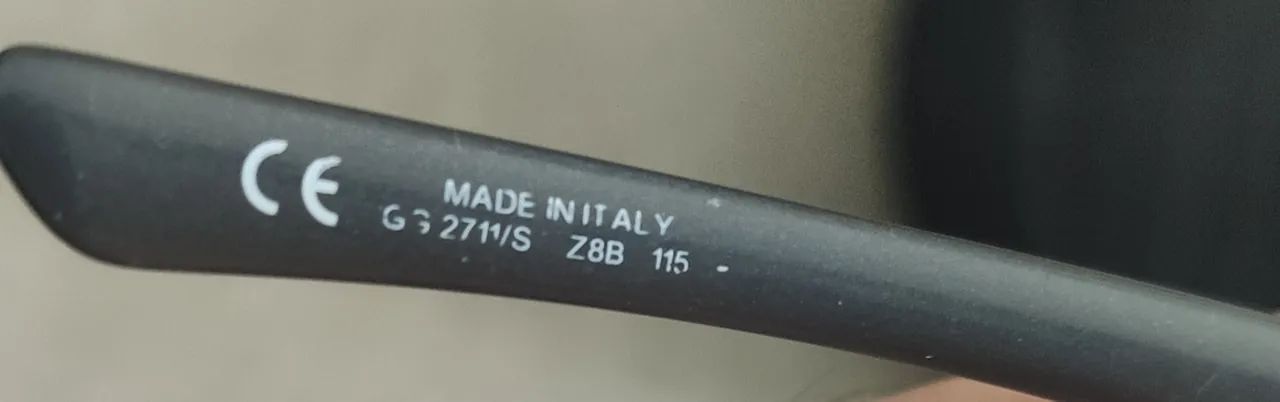 CE
MADE IN ITALY
GG 2711/S Z8B 115 -